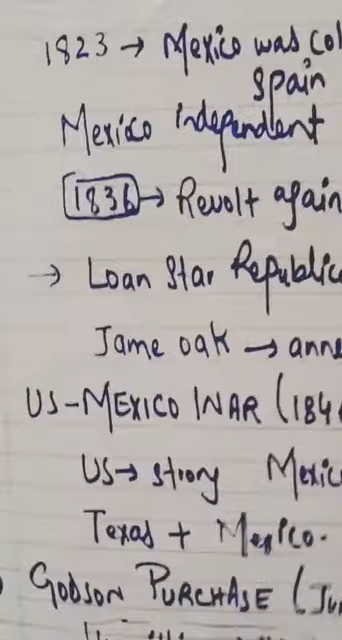 1823 → Mexico was col
Spain
Mexico independent
1836 → Revolt again
→ Loan Star Republic
Jame oak → anne
US-MEXICO WAR (184
US → strong Mexic
Texas + Mexico.
GODSON PURCHASE (Ju